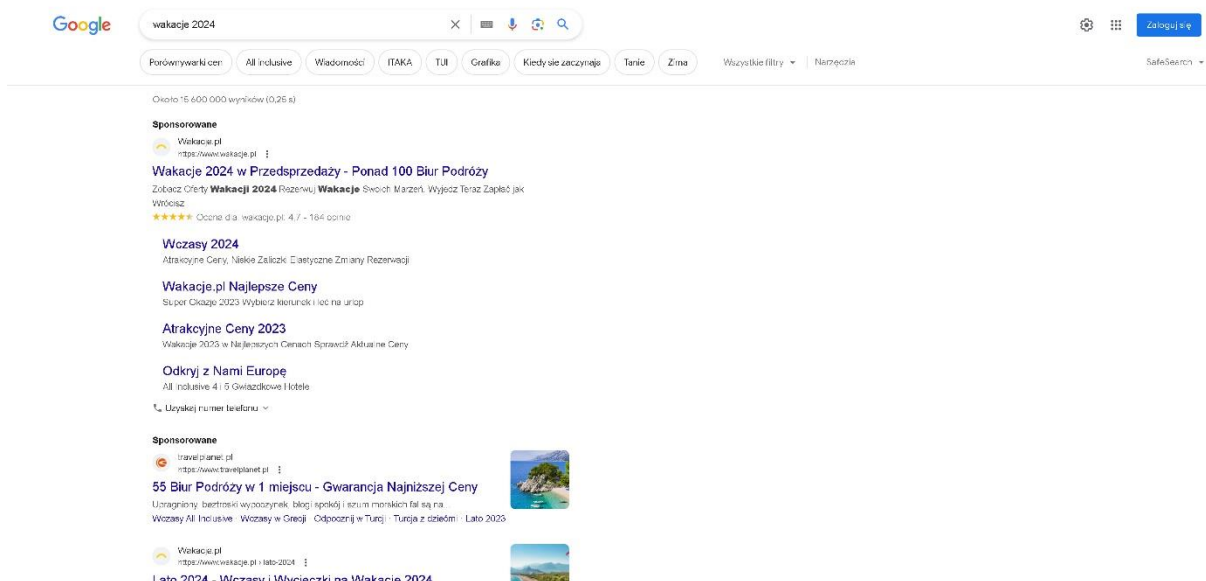 Google
wakacje 2024
Zaloguj się
Porównywarki cen
All inclusive
Wiadomości
ITAKA
TUI
Grafika
Kiedy się zaczynają
Tanie
Zima
Wszystkie filtry
Narzędzia
SafeSearch
Około 15 600 000 wyników (0,25 s)
Sponsorowane
Wakacje.pl
https://www.wakacje.pl
Wakacje 2024 w Przedsprzedaży - Ponad 100 Biur Podróży
Zobacz Oferty Wakacji 2024 Rezerwuj Wakacje Swoich Marzeń. Wyjedź Teraz Zapłać jak
Wrócisz
Ocena dla wakacje.pl: 4,7 - 184 opinie
Wczasy 2024
Atrakcyjne Ceny, Niskie Zaliczki Elastyczne Zmiany Rezerwacji
Wakacje.pl Najlepsze Ceny
Super Okazje 2023 Wybierz kierunek i leć na urlop
Atrakcyjne Ceny 2023
Wakacje 2023 w Najlepszych Cenach Sprawdź Aktualne Ceny
Odkryj z Nami Europę
All Inclusive 4 i 5 Gwiazdkowe Hotele
Uzyskaj numer telefonu
Sponsorowane
travelplanet.pl
https://www.travelplanet.pl
55 Biur Podróży w 1 miejscu - Gwarancja Najniższej Ceny
Upragniony, beztroski wypoczynek, błogi spokój i szum morskich fal są na...
Wczasy All Inclusive · Wczasy w Grecji · Odpocznij w Turcji · Turcja z dziećmi · Lato 2023
Wakacje.pl
https://www.wakacje.pl › lato-2024
Lato 2024 - Wczasy i Wycieczki na Wakacje 2024